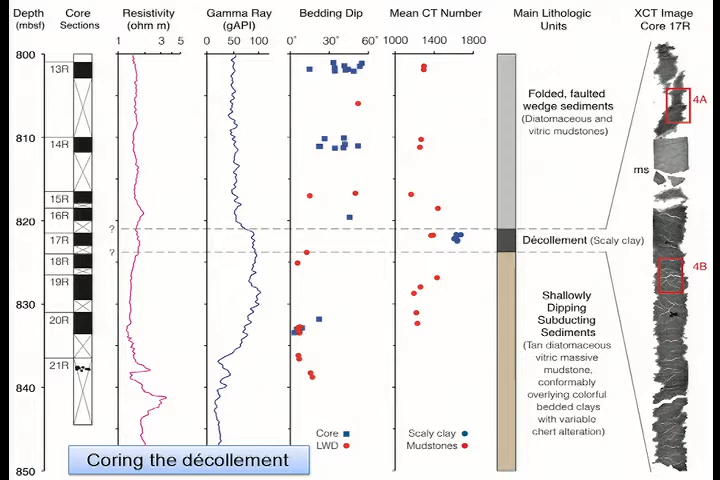 Depth
(mbsf)
Core
Sections
Resistivity
(ohm m)
1 3 5
Gamma Ray
(gAPI)
0 50 100
Bedding Dip
0° 30° 60°
Mean CT Number
1000 1400 1800
Main Lithologic
Units
XCT Image
Core 17R
800
810
820
830
840
850
13R
14R
15R
16R
17R
18R
19R
20R
21R
?
?
Core
LWD
Scaly clay
Mudstones
Folded, faulted
wedge sediments
(Diatomaceous and
vitric mudstones)
Décollement (Scaly clay)
Shallowly
Dipping
Subducting
Sediments
(Tan diatomaceous
vitric massive
mudstone,
conformably
overlying colorful
bedded clays
with variable
chert alteration)
4A
ms
4B
Coring the décollement